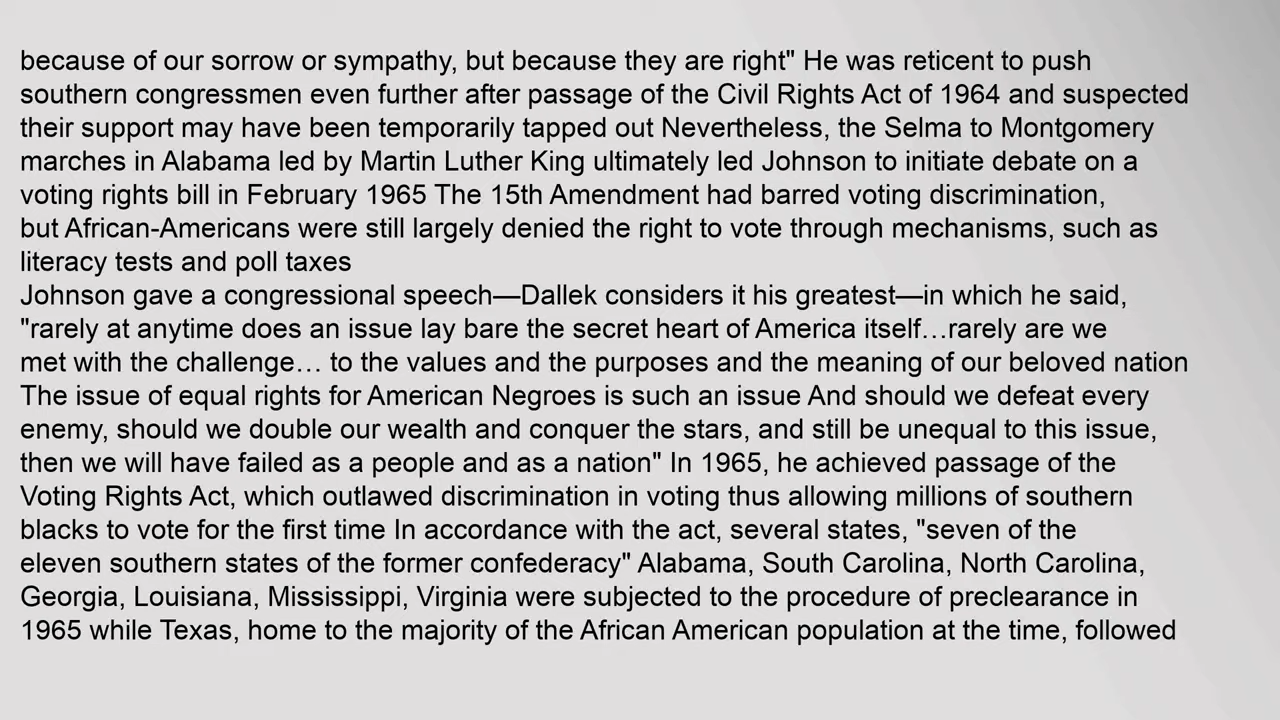 because of our sorrow or sympathy, but because they are right" He was reticent to push
southern congressmen even further after passage of the Civil Rights Act of 1964 and suspected
their support may have been temporarily tapped out Nevertheless, the Selma to Montgomery
marches in Alabama led by Martin Luther King ultimately led Johnson to initiate debate on a
voting rights bill in February 1965 The 15th Amendment had barred voting discrimination,
but African-Americans were still largely denied the right to vote through mechanisms, such as
literacy tests and poll taxes
Johnson gave a congressional speech—Dallek considers it his greatest—in which he said,
"rarely at anytime does an issue lay bare the secret heart of America itself…rarely are we
met with the challenge… to the values and the purposes and the meaning of our beloved nation
The issue of equal rights for American Negroes is such an issue And should we defeat every
enemy, should we double our wealth and conquer the stars, and still be unequal to this issue,
then we will have failed as a people and as a nation" In 1965, he achieved passage of the
Voting Rights Act, which outlawed discrimination in voting thus allowing millions of southern
blacks to vote for the first time In accordance with the act, several states, "seven of the
eleven southern states of the former confederacy" Alabama, South Carolina, North Carolina,
Georgia, Louisiana, Mississippi, Virginia were subjected to the procedure of preclearance in
1965 while Texas, home to the majority of the African American population at the time, followed